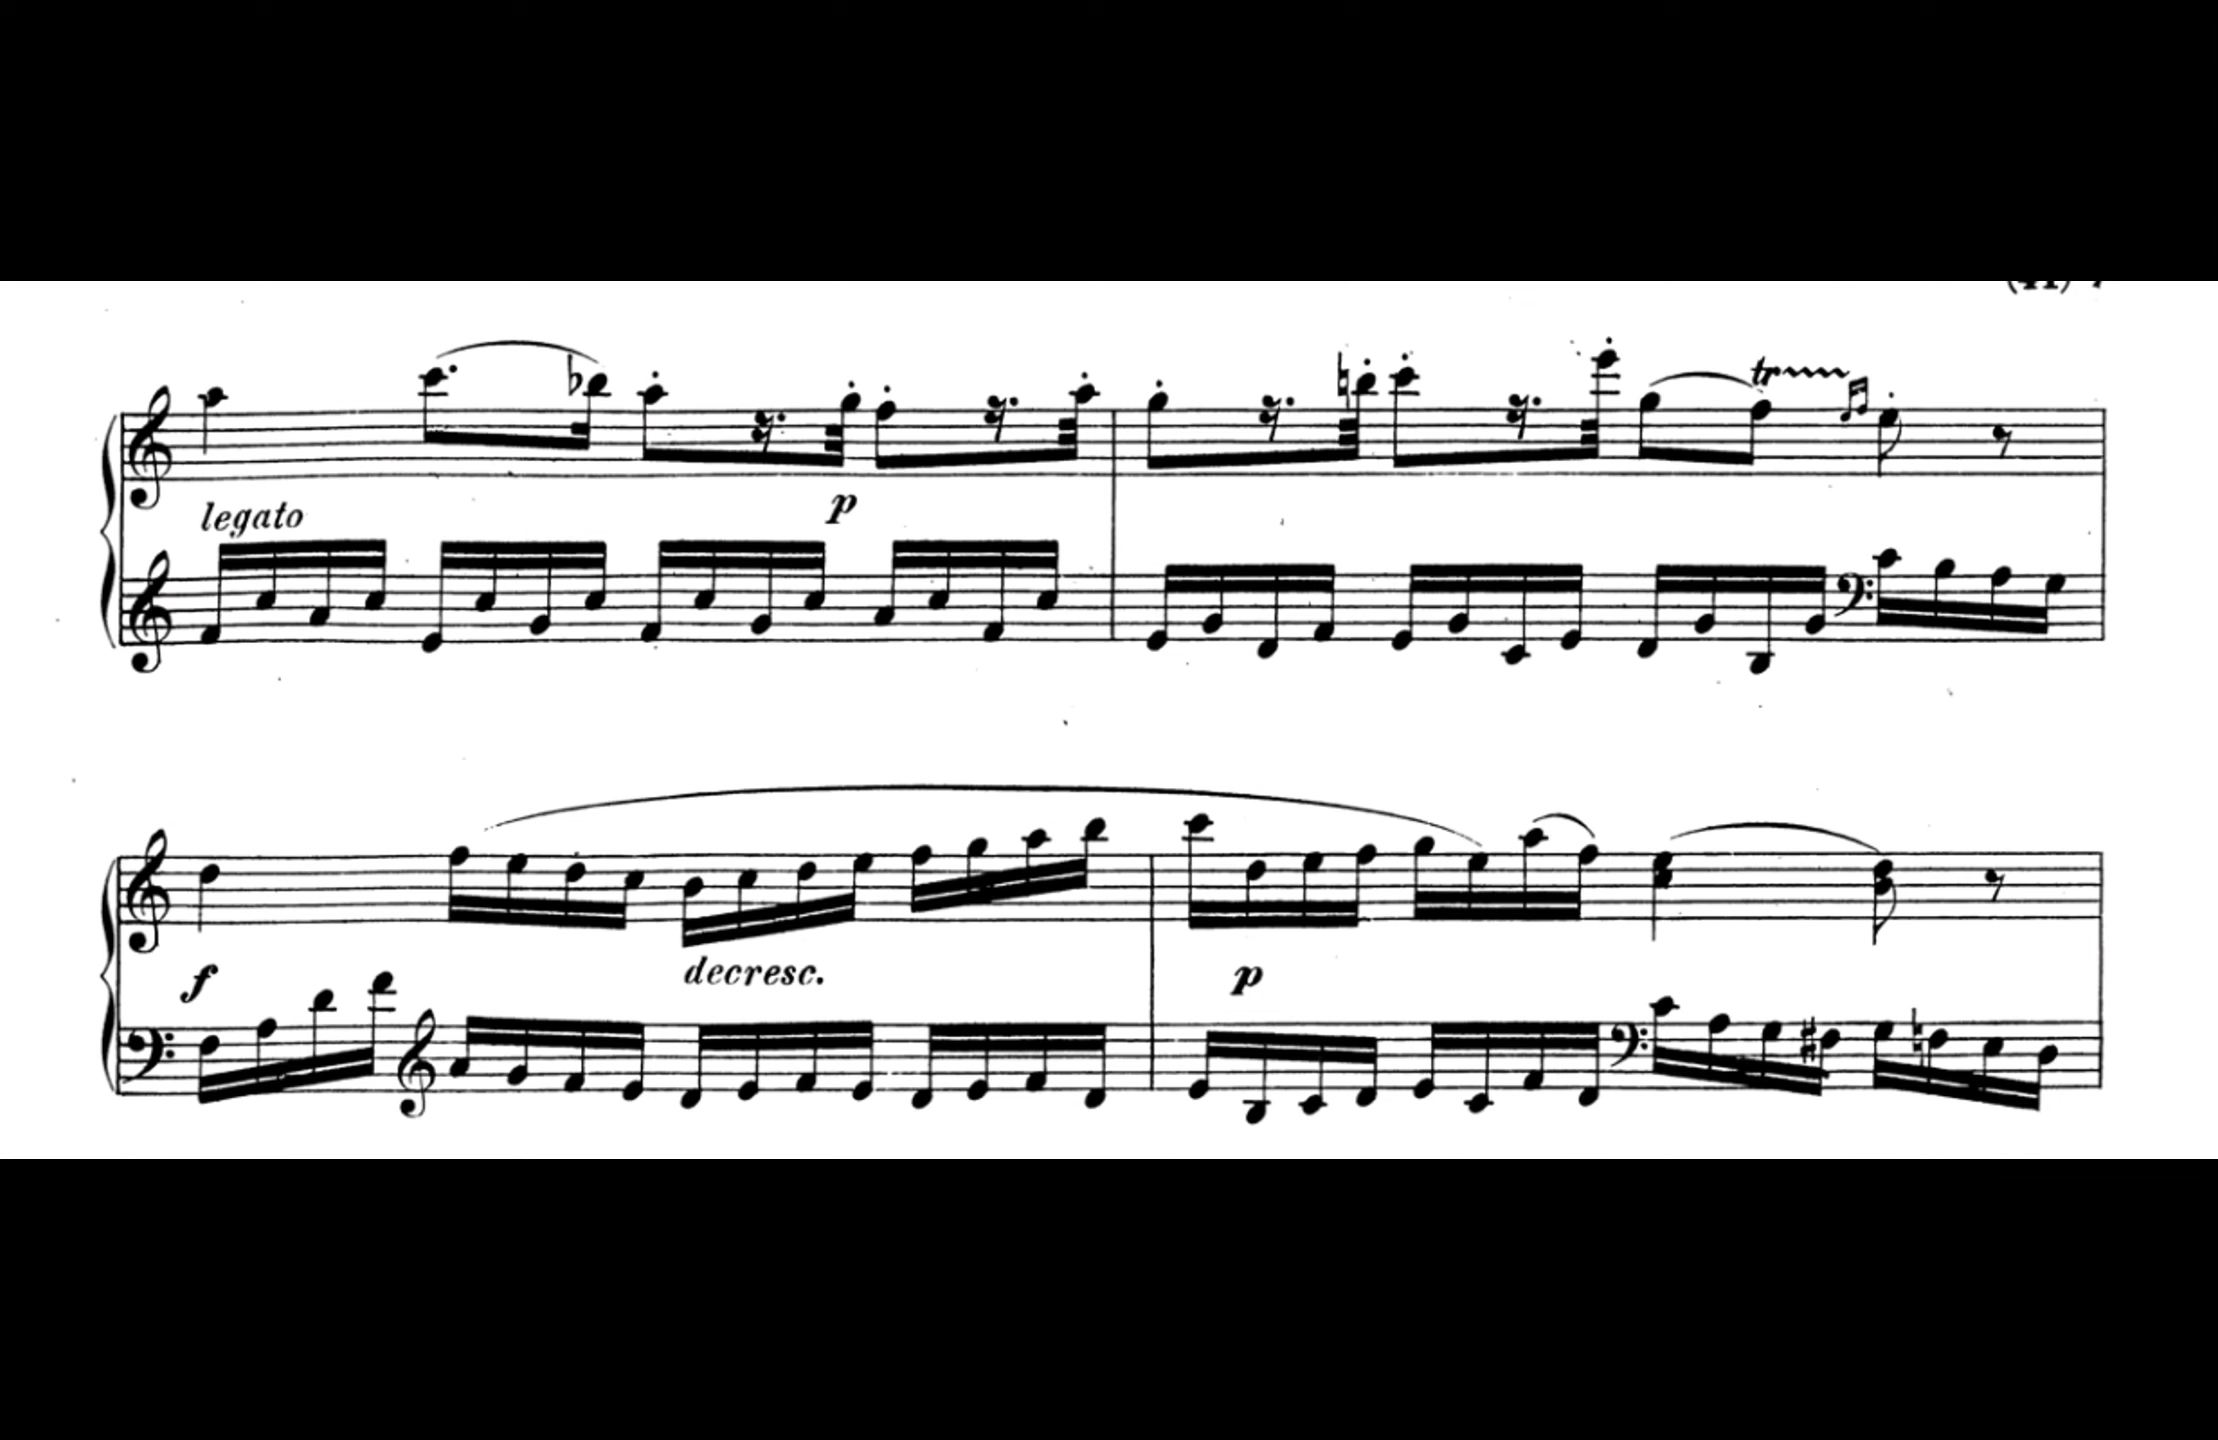 legato
p
tr
f
decresc.
p